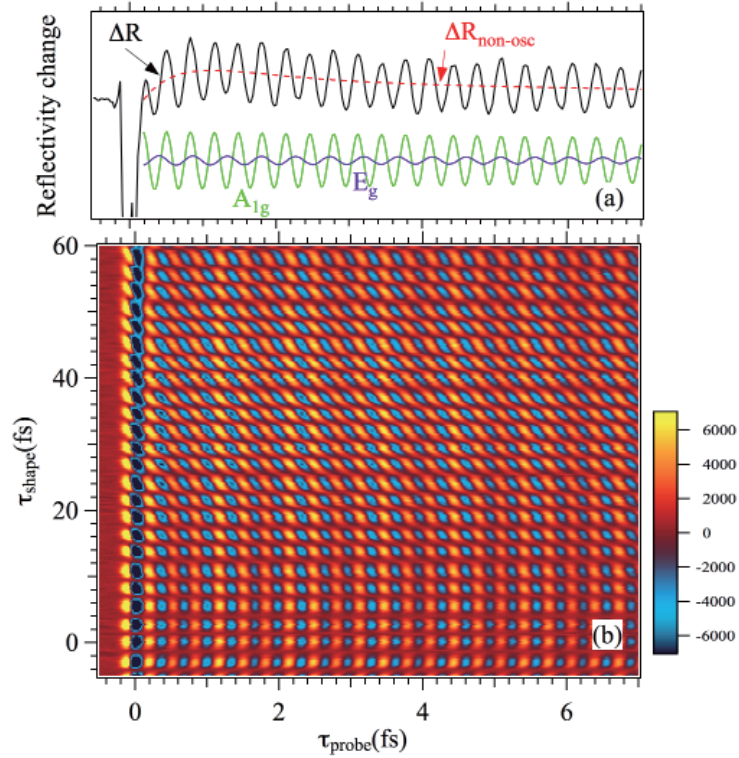 Reflectivity change
ΔR
ΔRnon-osc
A1g
Eg
(a)
60
40
20
0
τshape(fs)
(b)
0
2
4
6
τprobe(fs)
6000
4000
2000
0
-2000
-4000
-6000